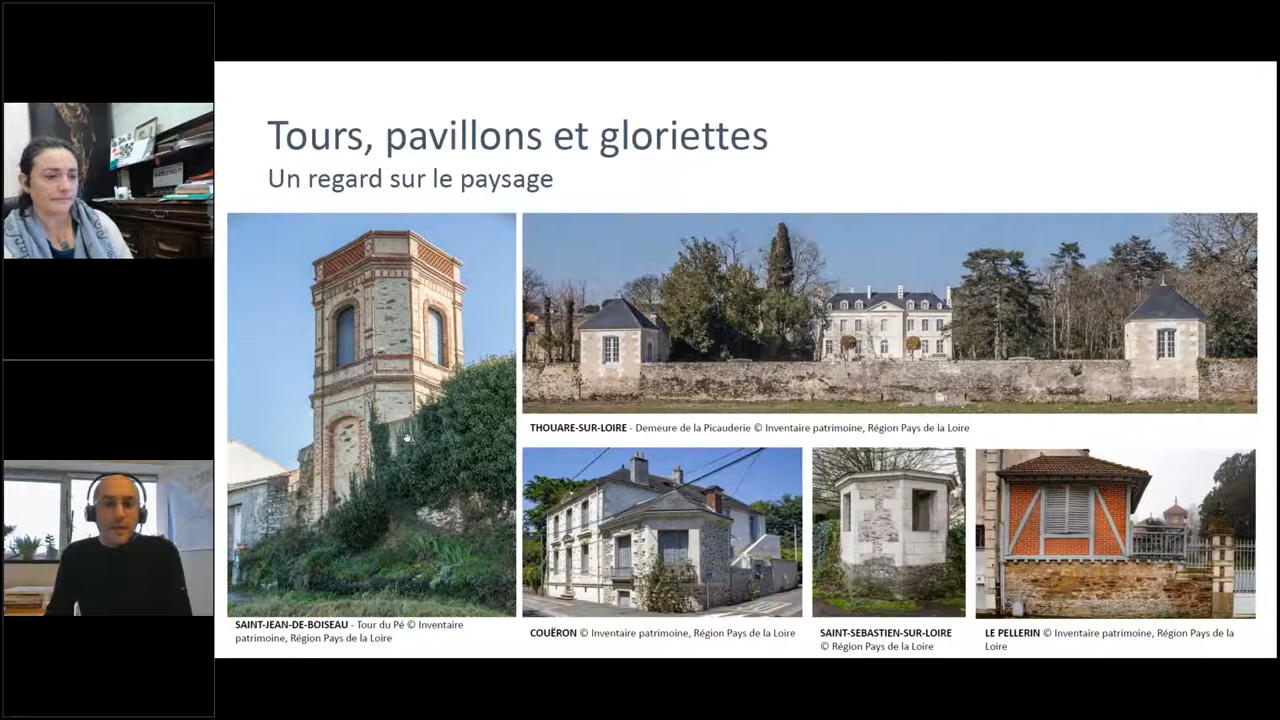 Tours, pavillons et gloriettes
Un regard sur le paysage
THOUARE-SUR-LOIRE - Demeure de la Picauderie © Inventaire patrimoine, Région Pays de la Loire
SAINT-JEAN-DE-BOISEAU - Tour du Pé © Inventaire
patrimoine, Région Pays de la Loire
COUËRON © Inventaire patrimoine, Région Pays de la Loire
SAINT-SEBASTIEN-SUR-LOIRE
© Région Pays de la Loire
LE PELLERIN © Inventaire patrimoine, Région Pays de la
Loire